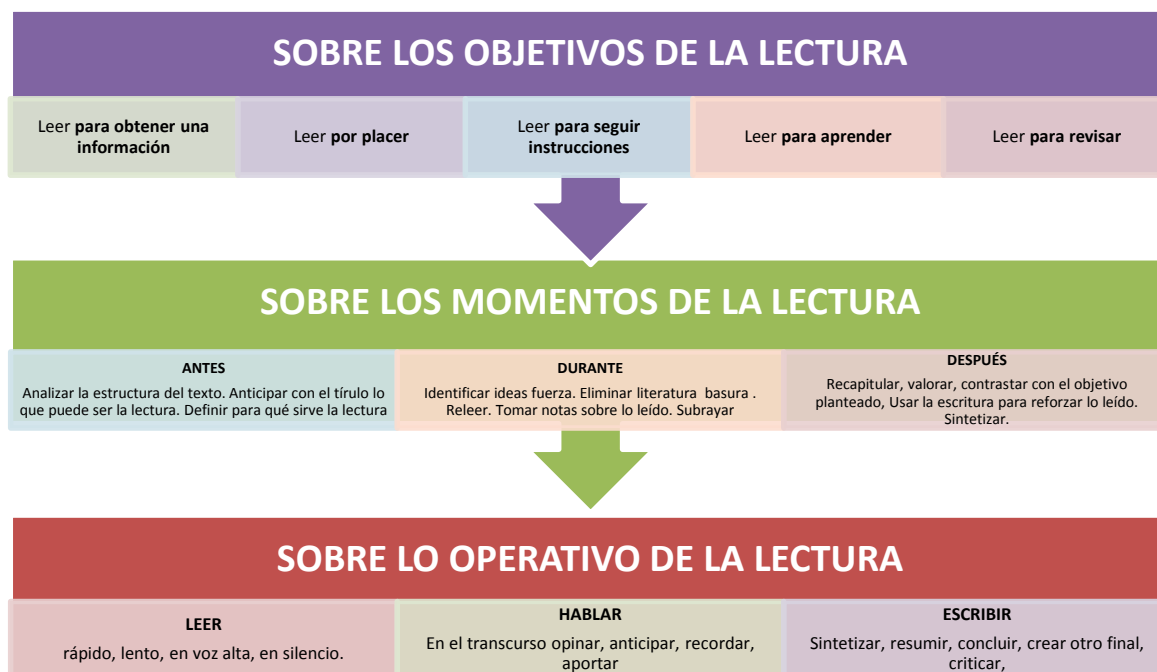 SOBRE LOS OBJETIVOS DE LA LECTURA
Leer para obtener una
información
Leer por placer
Leer para seguir
instrucciones
Leer para aprender
Leer para revisar
SOBRE LOS MOMENTOS DE LA LECTURA
ANTES
Analizar la estructura del texto. Anticipar con el tírulo lo
que puede ser la lectura. Definir para qué sirve la lectura
DURANTE
Identificar ideas fuerza. Eliminar literatura basura .
Releer. Tomar notas sobre lo leído. Subrayar
DESPUÉS
Recapitular, valorar, contrastar con el objetivo
planteado, Usar la escritura para reforzar lo leído.
Sintetizar.
SOBRE LO OPERATIVO DE LA LECTURA
LEER
rápido, lento, en voz alta, en silencio.
HABLAR
En el transcurso opinar, anticipar, recordar,
aportar
ESCRIBIR
Sintetizar, resumir, concluir, crear otro final,
criticar,